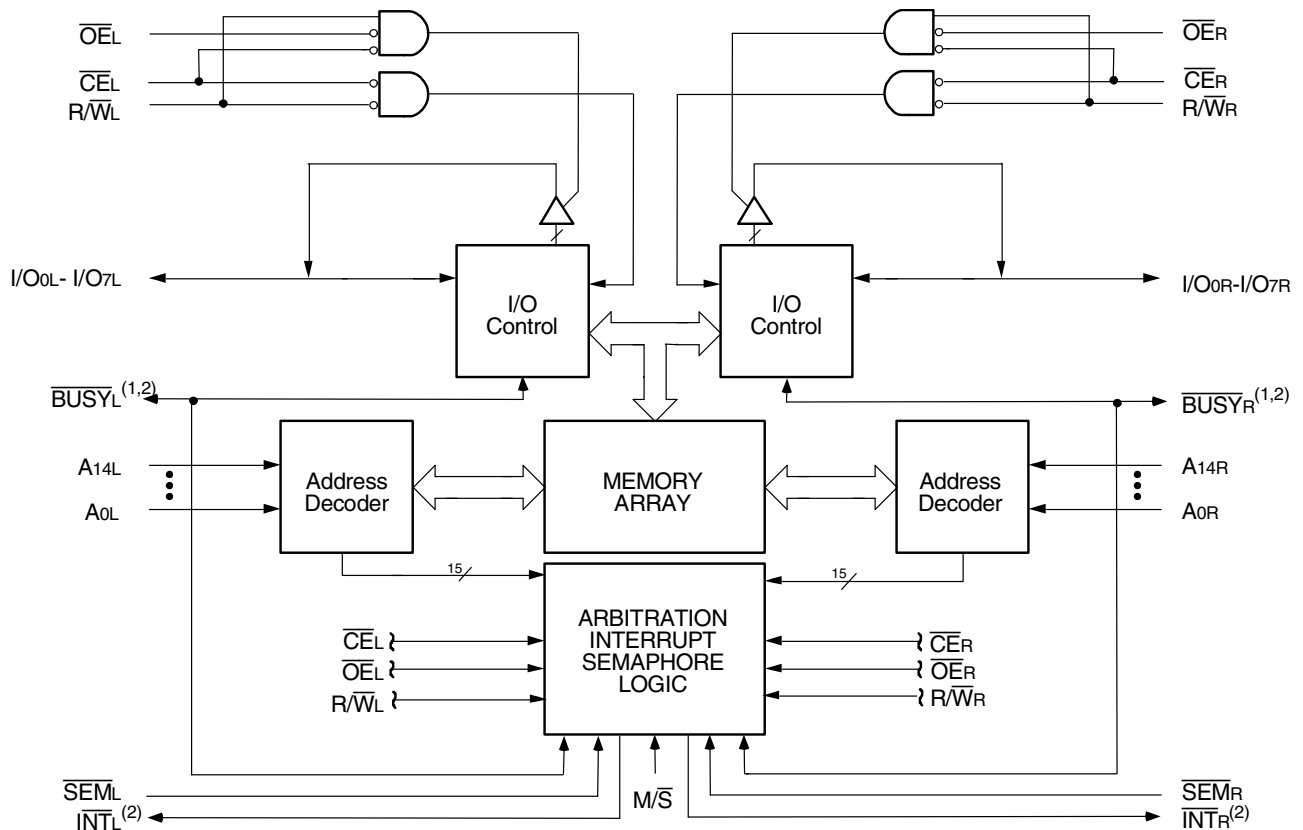 OEL
OER
CEL
CER
R/WL
R/WR
I/O0L- I/O7L
I/O
Control
I/O
Control
I/O0R-I/O7R
BUSYL(1,2)
BUSYR(1,2)
A14L
A0L
Address
Decoder
MEMORY
ARRAY
Address
Decoder
A14R
A0R
15
15
ARBITRATION
INTERRUPT
SEMAPHORE
LOGIC
CEL
OEL
R/WL
CER
OER
R/WR
SEML
INTL(2)
M/S
SEMR
INTR(2)